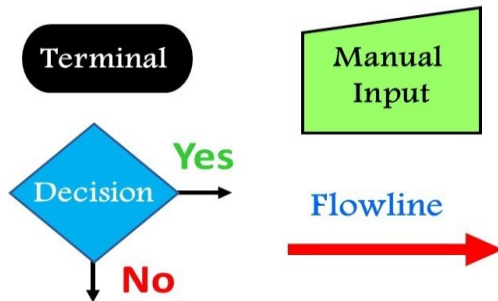 Terminal
Manual
Input
Yes
Decision
Flowline
No